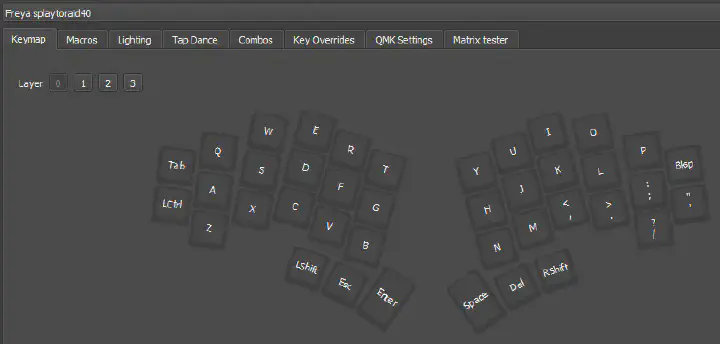 Freya splaytoraid40
Keymap Macros Lighting Tap Dance Combos Key Overrides QMK Settings Matrix tester
Layer 0 1 2 3
Tab Q W E R T Y U I O P Bksp
LCtrl A S D F G H J K L : ; " '
Z X C V B N M < , > . ? /
LShift Esc Enter Space Del RShift